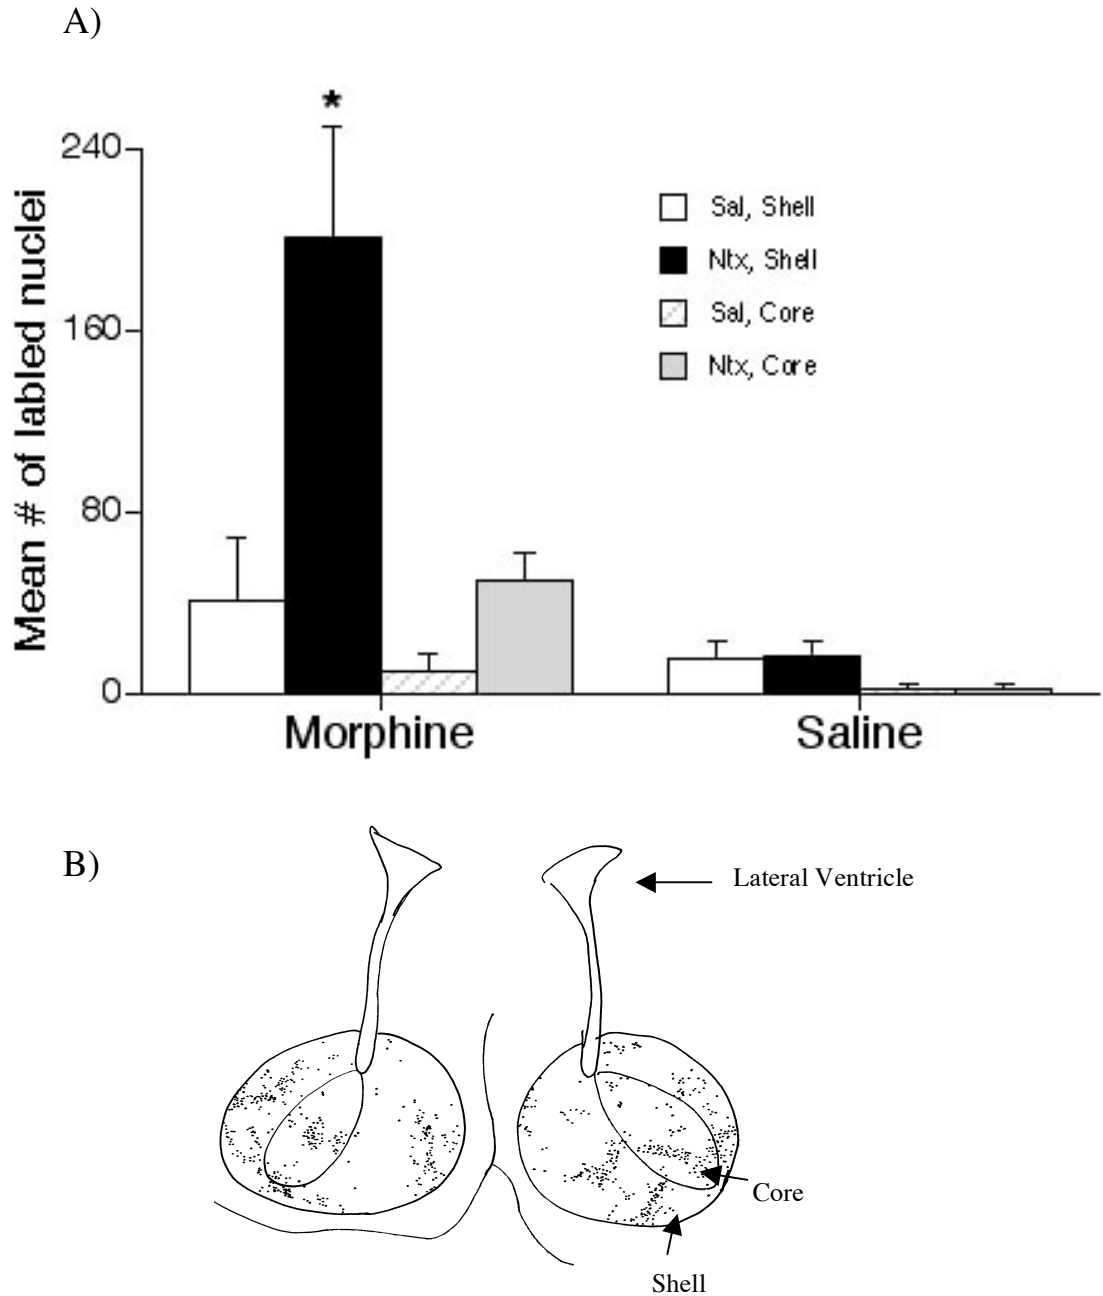 A)
*
240
160
80
0
Mean # of labled nuclei
Sal, Shell
Ntx, Shell
Sal, Core
Ntx, Core
Morphine
Saline
B)
Lateral Ventricle
Core
Shell